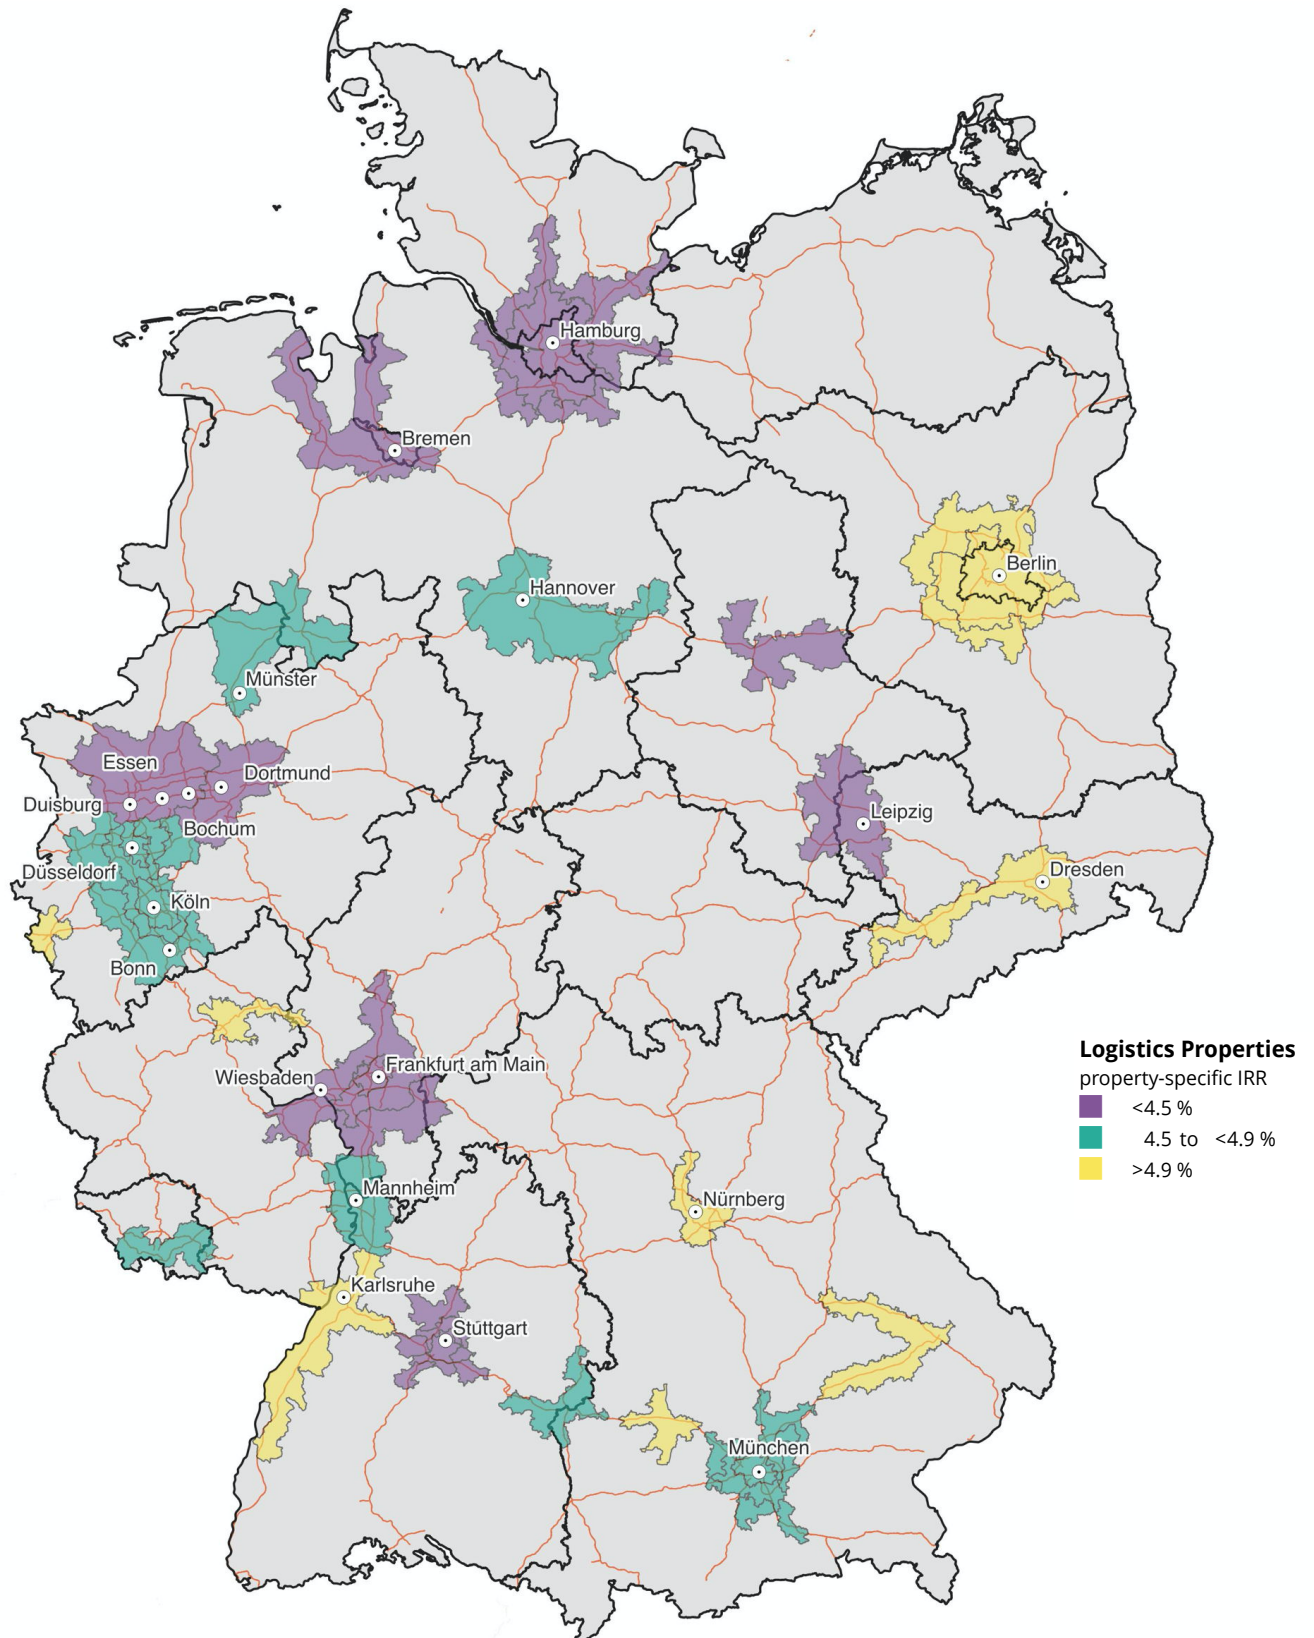 Hamburg
Bremen
Berlin
Hannover
Münster
Essen
Dortmund
Duisburg
Bochum
Leipzig
Düsseldorf
Dresden
Köln
Bonn
Logistics Properties
property-specific IRR
<4.5 %
4.5 to <4.9 %
>4.9 %
Frankfurt am Main
Wiesbaden
Mannheim
Nürnberg
Karlsruhe
Stuttgart
München